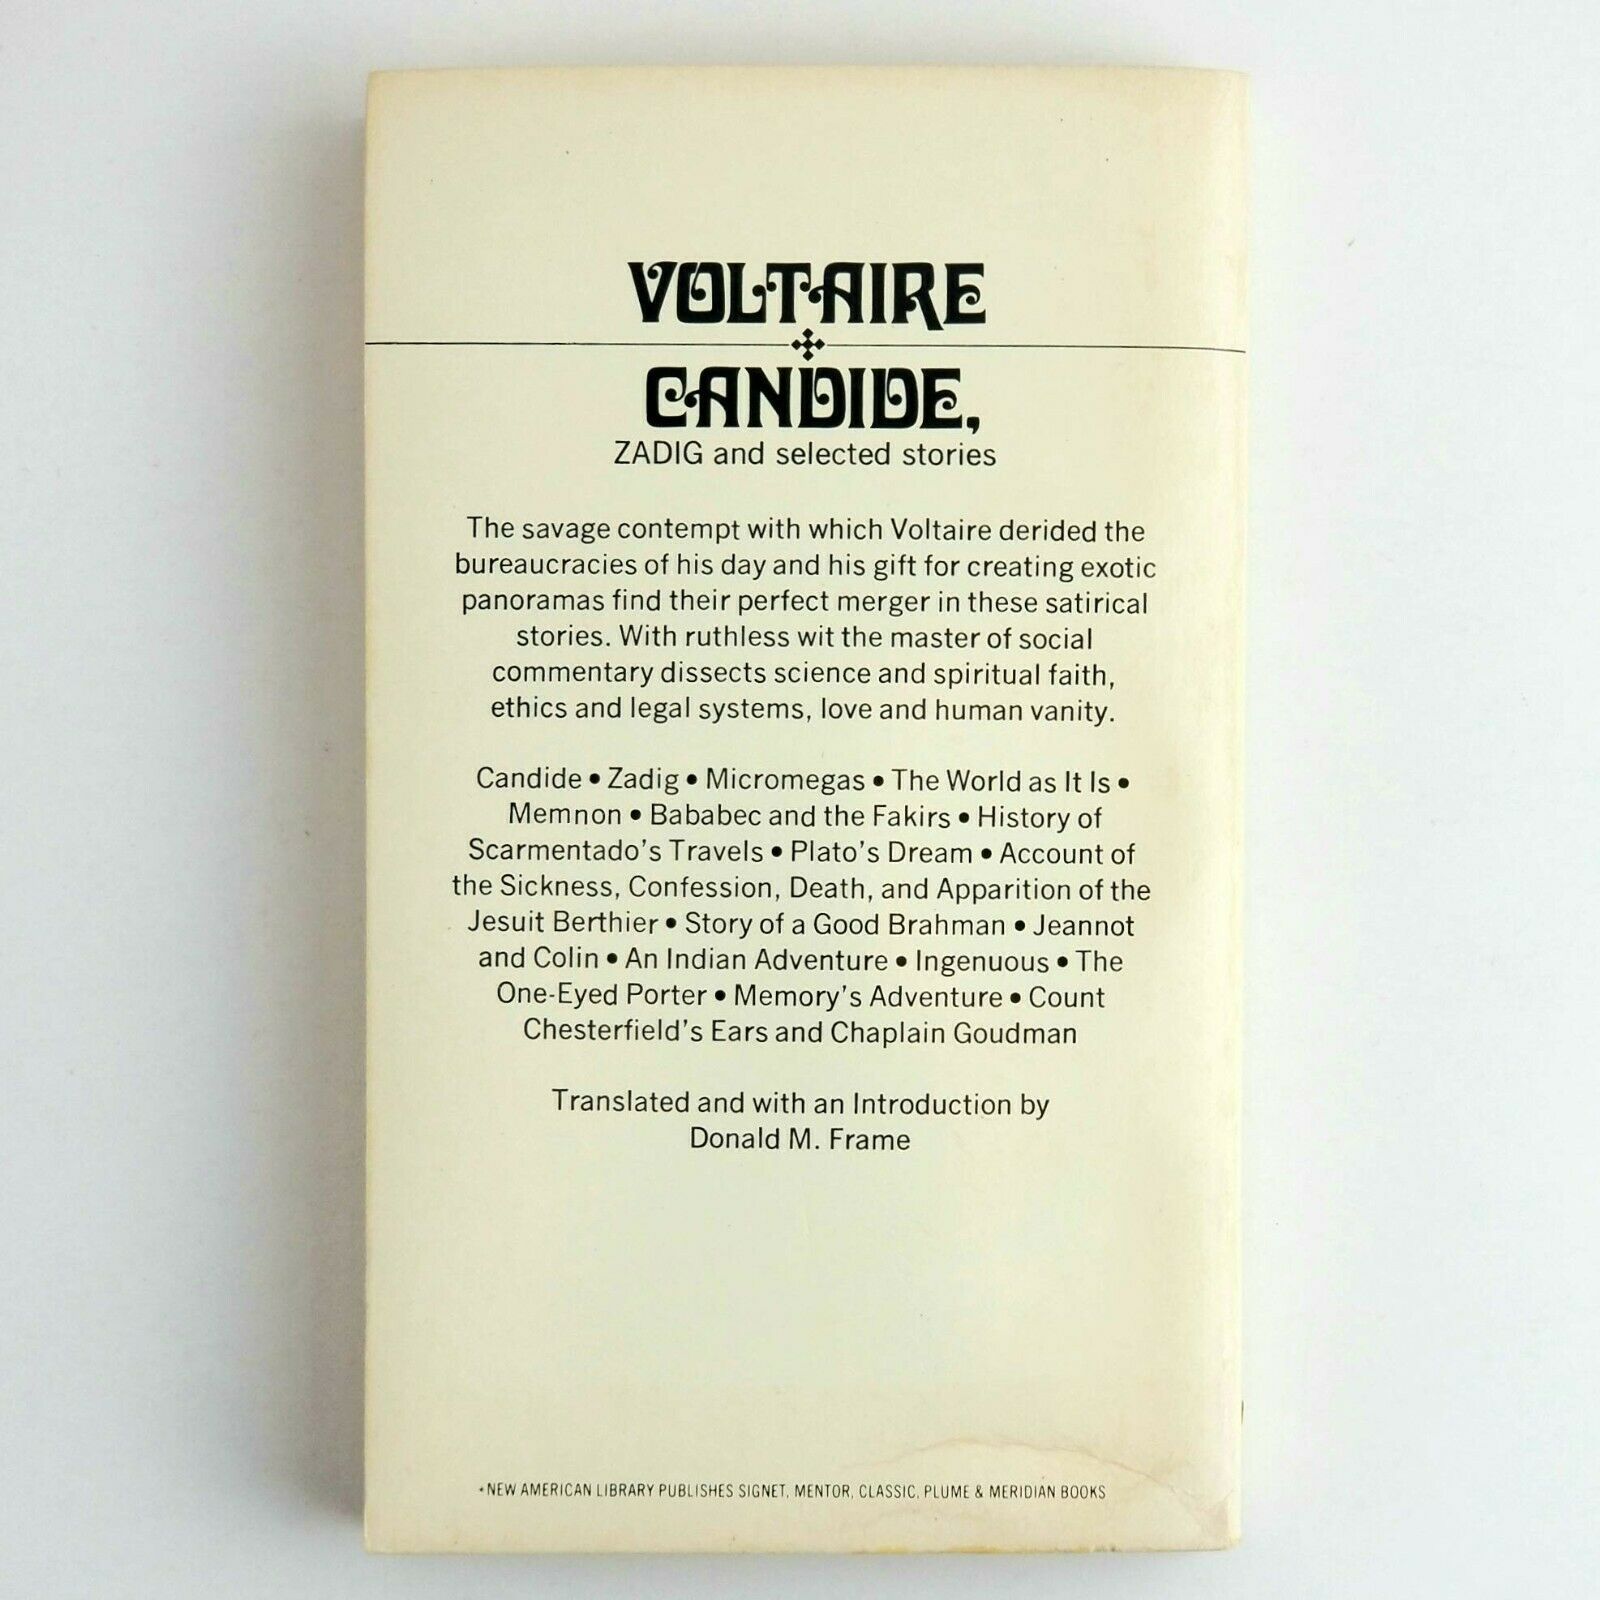 VOLTAIRE
CANDIDE,
ZADIG and selected stories
The savage contempt with which Voltaire derided the
bureaucracies of his day and his gift for creating exotic
panoramas find their perfect merger in these satirical
stories. With ruthless wit the master of social
commentary dissects science and spiritual faith,
ethics and legal systems, love and human vanity.
Candide • Zadig • Micromegas • The World as It Is •
Memnon • Bababec and the Fakirs • History of
Scarmentado's Travels • Plato's Dream • Account of
the Sickness, Confession, Death, and Apparition of the
Jesuit Berthier • Story of a Good Brahman • Jeannot
and Colin • An Indian Adventure • Ingenuous • The
One-Eyed Porter • Memory's Adventure • Count
Chesterfield's Ears and Chaplain Goudman
Translated and with an Introduction by
Donald M. Frame
NEW AMERICAN LIBRARY PUBLISHES SIGNET, MENTOR, CLASSIC, PLUME & MERIDIAN BOOKS